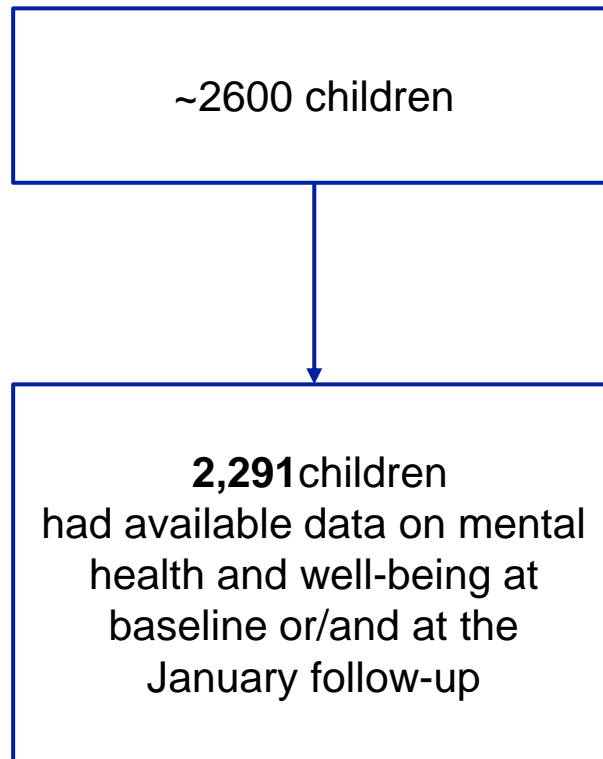 ~2600 children
2,291children
had available data on mental
health and well-being at
baseline or/and at the
January follow-up